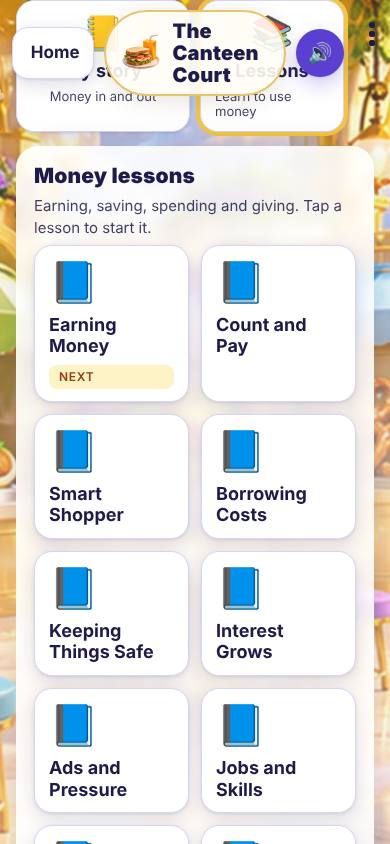 Home
The
Canteen
Court
y story
Lessons
Money in and out
Learn to use
money
Money lessons
Earning, saving, spending and giving. Tap a
lesson to start it.
Earning
Money
NEXT
Count and
Pay
Smart
Shopper
Borrowing
Costs
Keeping
Things Safe
Interest
Grows
Ads and
Pressure
Jobs and
Skills